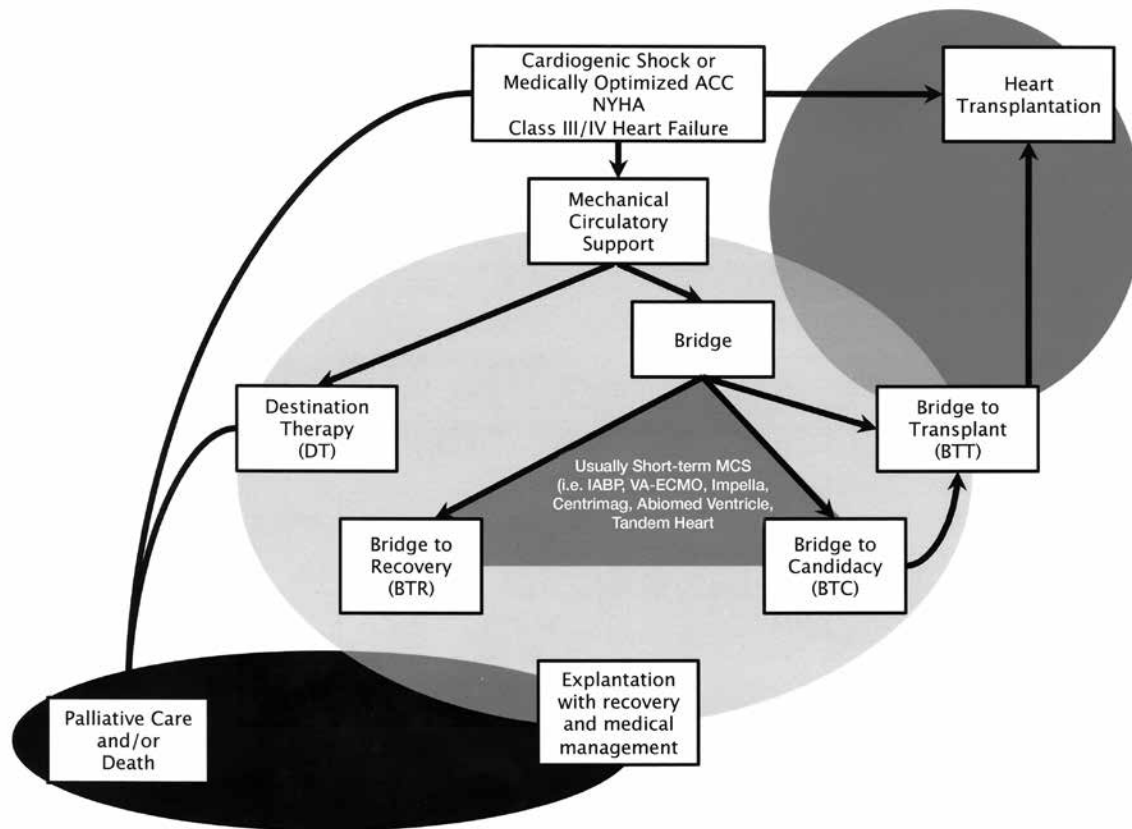 Cardiogenic Shock or
Medically Optimized ACC
NYHA
Class III/IV Heart Failure
Heart
Transplantation
Mechanical
Circulatory
Support
Bridge
Destination
Therapy
(DT)
Bridge to
Transplant
(BTT)
Usually Short-term MCS
(i.e. IABP, VA-ECMO, Impella,
Centrimag, Abiomed Ventricle,
Tandem Heart
Bridge to
Recovery
(BTR)
Bridge to
Candidacy
(BTC)
Explantation
with recovery
and medical
management
Palliative Care
and/or
Death